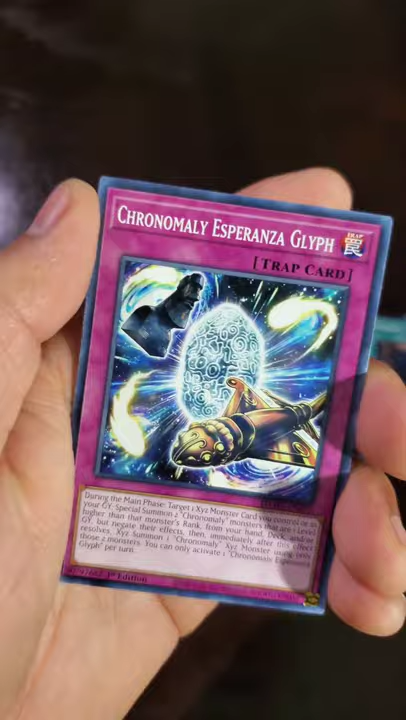 CHRONOMALY ESPERANZA GLYPH
TRAP
罠
[TRAP CARD]
During the Main Phase: Target 1 Xyz Monster Card you control or in
your GY; Special Summon 2 "Chronomaly" monsters that are 1 Level
higher than that monster's Rank, from your hand, Deck, and/or
GY, but negate their effects, then, immediately after this effect
resolves, Xyz Summon 1 "Chronomaly" Xyz Monster using only
those 2 monsters. You can only activate 1 "Chronomaly Esperanza
Glyph" per turn.
1st Edition